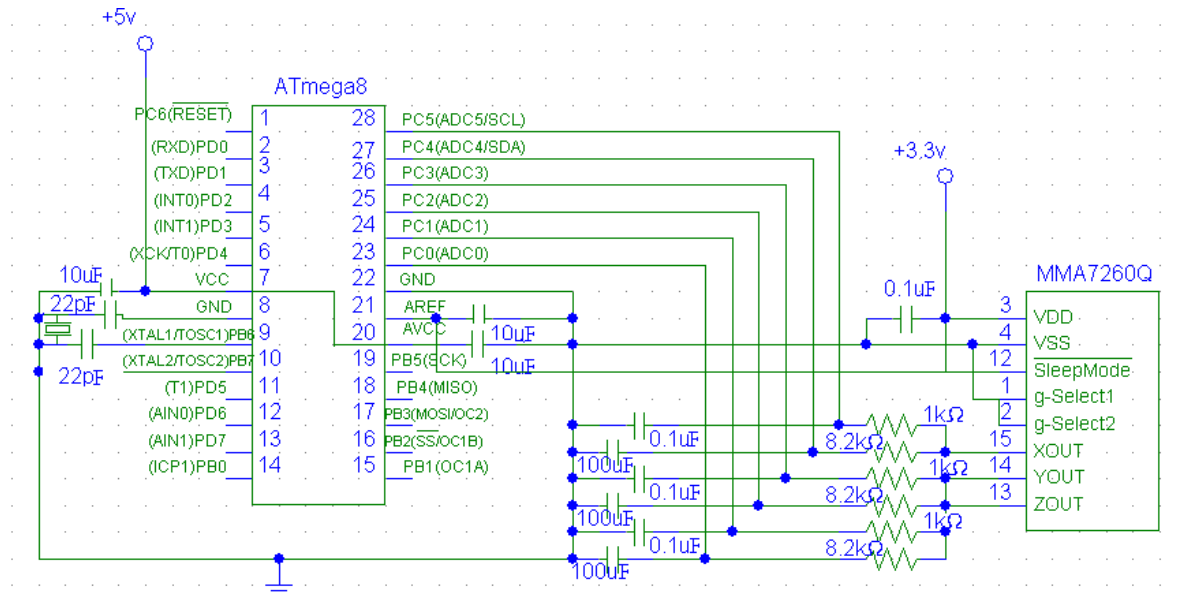 +5v
ATmega8
PC6(RESET) 1 28 PC5(ADC5/SCL)
(RXD)PD0 2 27 PC4(ADC4/SDA)
(TXD)PD1 3 26 PC3(ADC3)
(INT0)PD2 4 25 PC2(ADC2)
(INT1)PD3 5 24 PC1(ADC1)
(XCK/T0)PD4 6 23 PC0(ADC0)
VCC 7 22 GND
GND 8 21 AREF
(XTAL1/TOSC1)PB6 9 20 AVCC
(XTAL2/TOSC2)PB7 10 19 PB5(SCK)
(T1)PD5 11 18 PB4(MISO)
(AIN0)PD6 12 17 PB3(MOSI/OC2)
(AIN1)PD7 13 16 PB2(SS/OC1B)
(ICP1)PB0 14 15 PB1(OC1A)
10uF
22pF
22pF
10uF
10uF
+3,3v
0.1uF
MMA7260Q
3 VDD
4 VSS
12 SleepMode
1 g-Select1
2 g-Select2
15 XOUT
14 YOUT
13 ZOUT
0.1uF
100uF
0.1uF
100uF
0.1uF
100uF
1kΩ
8.2kΩ
1kΩ
8.2kΩ
1kΩ
8.2kΩ